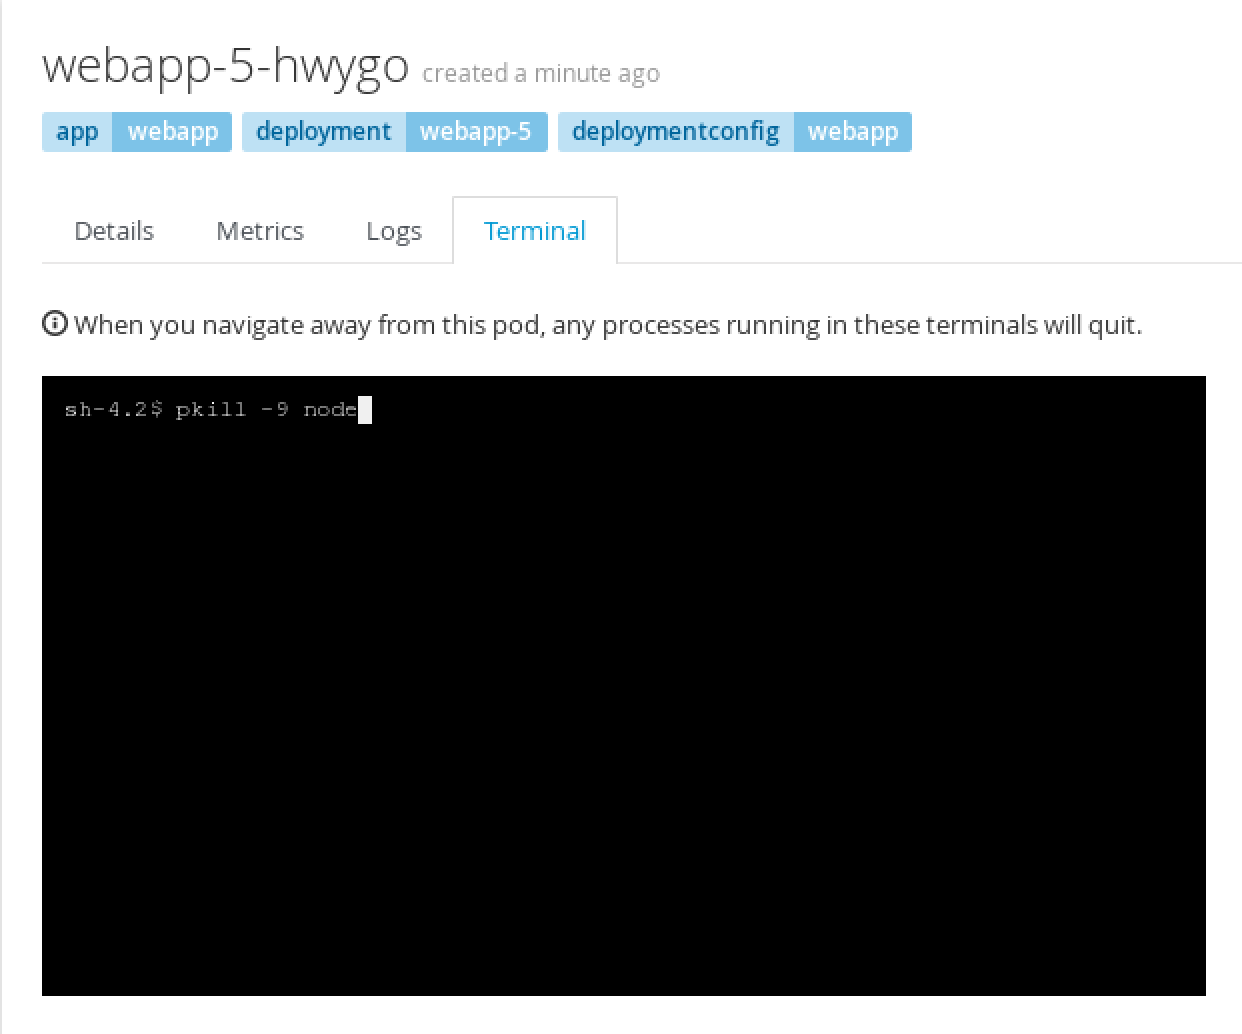 webapp-5-hwygo created a minute ago
app webapp deployment webapp-5 deploymentconfig webapp
Details Metrics Logs Terminal
When you navigate away from this pod, any processes running in these terminals will quit.
sh-4.2$ pkill -9 node